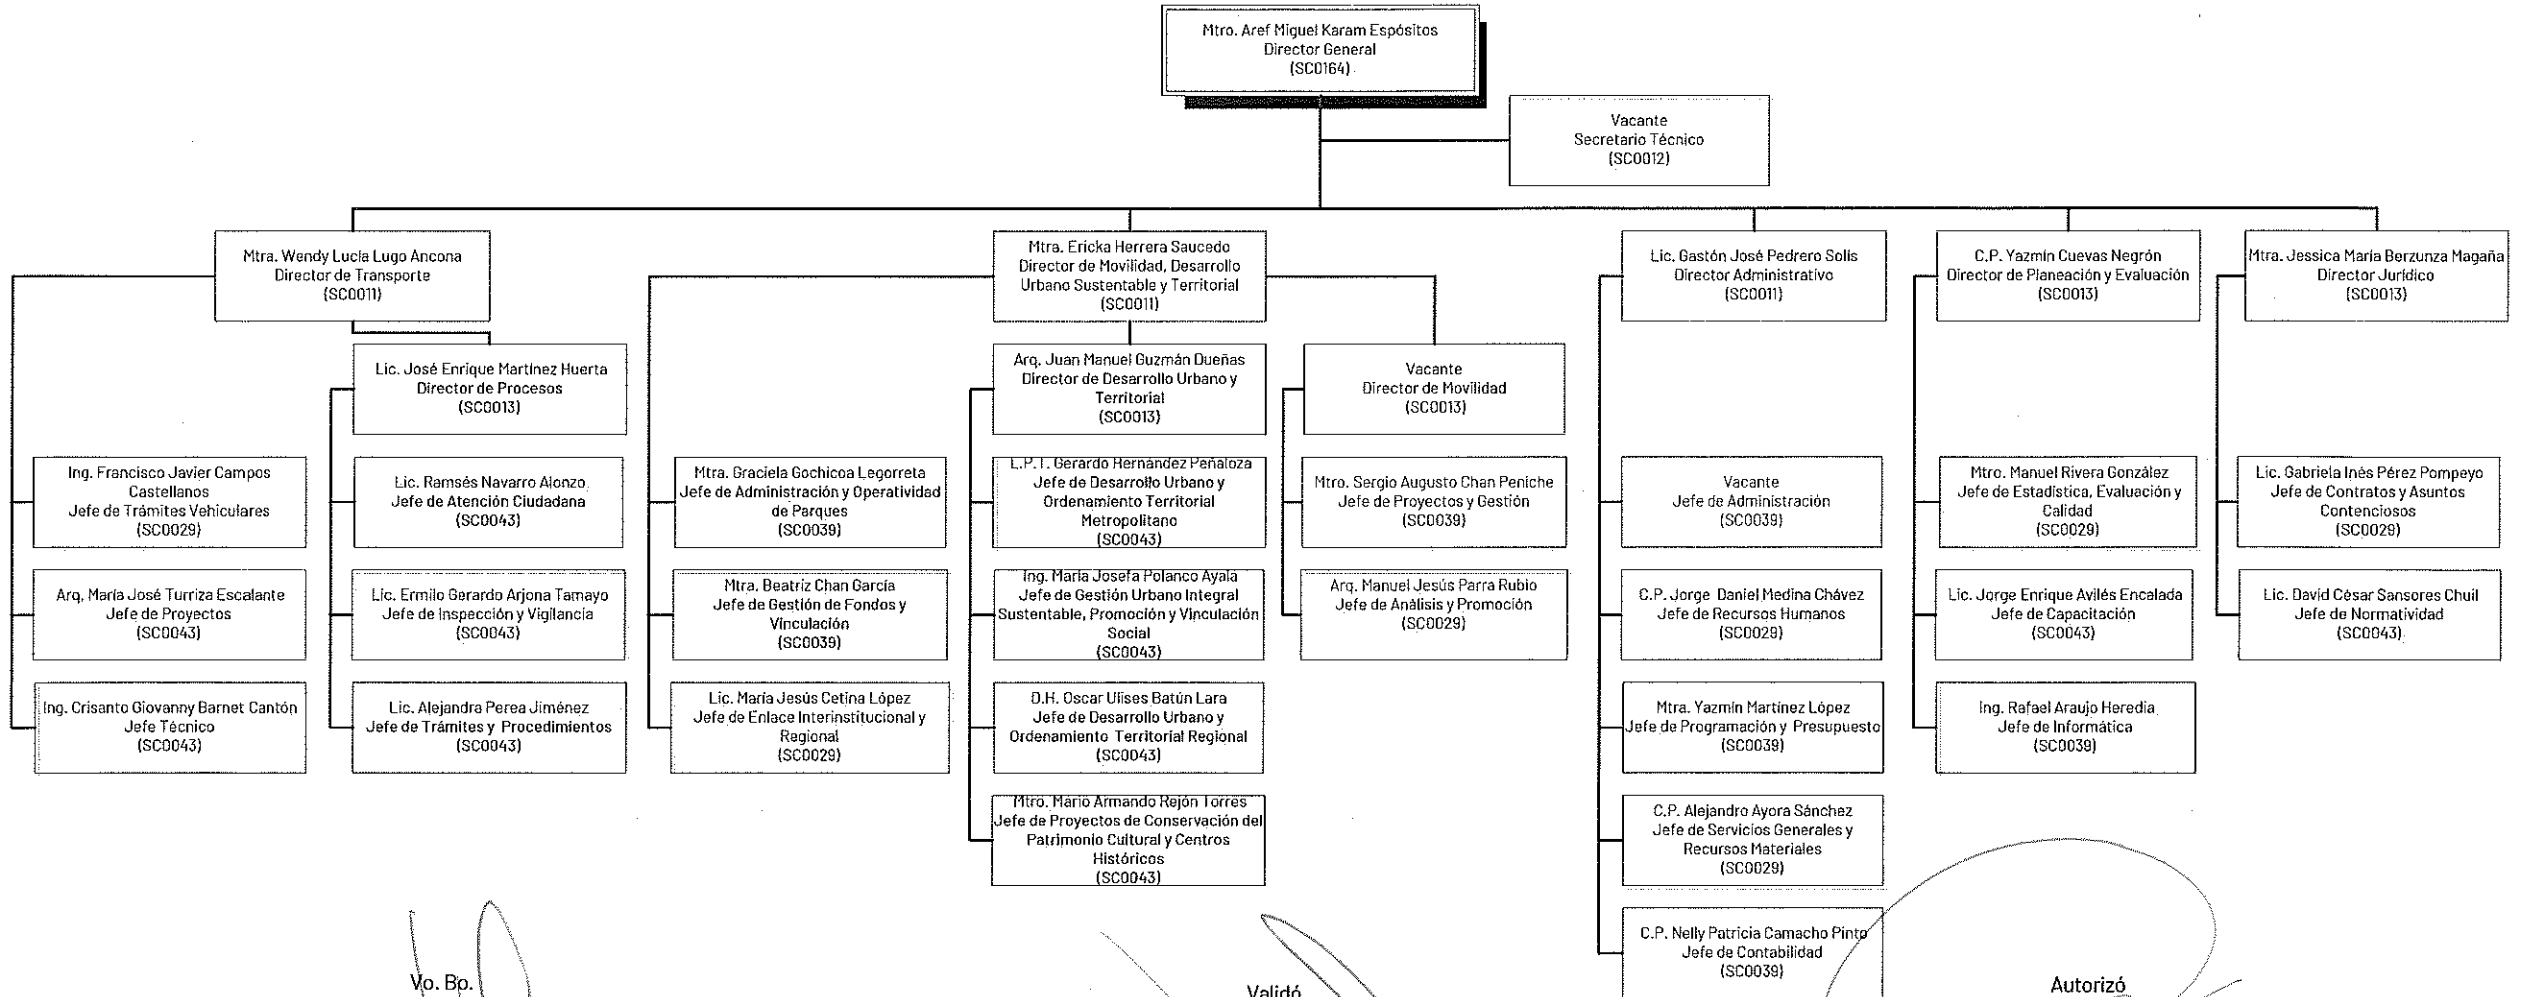 Mtro. Aref Miguel Karam Espósitos
Director General
(SC0164)
Vacante
Secretario Técnico
(SC0012)
Mtra. Wendy Lucía Lugo Ancona
Director de Transporte
(SC0011)
Mtra. Ericka Herrera Saucedo
Director de Movilidad, Desarrollo
Urbano Sustentable y Territorial
(SC0011)
Lic. Gastón José Pedrero Solís
Director Administrativo
(SC0011)
C.P. Yazmín Cuevas Negrón
Director de Planeación y Evaluación
(SC0013)
Mtra. Jessica María Berzunza Magaña
Director Jurídico
(SC0013)
Lic. José Enrique Martínez Huerta
Director de Procesos
(SC0013)
Arq. Juan Manuel Guzmán Dueñas
Director de Desarrollo Urbano y
Territorial
(SC0013)
Vacante
Director de Movilidad
(SC0013)
Ing. Francisco Javier Campos
Castellanos
Jefe de Trámites Vehiculares
(SC0029)
Lic. Ramsés Navarro Alonzo
Jefe de Atención Ciudadana
(SC0043)
Mtra. Graciela Gochicoa Legorreta
Jefe de Administración y Operatividad
de Parques
(SC0039)
L.P.T. Gerardo Hernández Peñaloza
Jefe de Desarrollo Urbano y
Ordenamiento Territorial
Metropolitano
(SC0043)
Mtro. Sergio Augusto Chan Peniche
Jefe de Proyectos y Gestión
(SC0039)
Vacante
Jefe de Administración
(SC0039)
Mtro. Manuel Rivera González
Jefe de Estadística, Evaluación y
Calidad
(SC0029)
Lic. Gabriela Inés Pérez Pompeyo
Jefe de Contratos y Asuntos
Contenciosos
(SC0029)
Arq. María José Turriza Escalante
Jefe de Proyectos
(SC0043)
Lic. Ermilo Gerardo Arjona Tamayo
Jefe de Inspección y Vigilancia
(SC0043)
Mtra. Beatriz Chan García
Jefe de Gestión de Fondos y
Vinculación
(SC0039)
Ing. María Josefa Polanco Ayala
Jefe de Gestión Urbano Integral
Sustentable, Promoción y Vinculación
Social
(SC0043)
Arq. Manuel Jesús Parra Rubio
Jefe de Análisis y Promoción
(SC0029)
C.P. Jorge Daniel Medina Chávez
Jefe de Recursos Humanos
(SC0029)
Lic. Jorge Enrique Avilés Encalada
Jefe de Capacitación
(SC0043)
Lic. David César Sansores Chuil
Jefe de Normatividad
(SC0043)
Ing. Crisanto Giovanny Barnet Cantón
Jefe Técnico
(SC0043)
Lic. Alejandra Perea Jiménez
Jefe de Trámites y Procedimientos
(SC0043)
Lic. María Jesús Cetina López
Jefe de Enlace Interinstitucional y
Regional
(SC0029)
D.H. Oscar Ulises Batún Lara
Jefe de Desarrollo Urbano y
Ordenamiento Territorial Regional
(SC0043)
Mtra. Yazmín Martínez López
Jefe de Programación y Presupuesto
(SC0039)
Ing. Rafael Araujo Heredia
Jefe de Informática
(SC0039)
Mtro. Mario Armando Rejón Torres
Jefe de Proyectos de Conservación del
Patrimonio Cultural y Centros
Históricos
(SC0043)
C.P. Alejandro Ayora Sánchez
Jefe de Servicios Generales y
Recursos Materiales
(SC0029)
C.P. Nelly Patricia Camacho Pinto
Jefe de Contabilidad
(SC0039)
Vo. Bo.
Validó
Autorizó